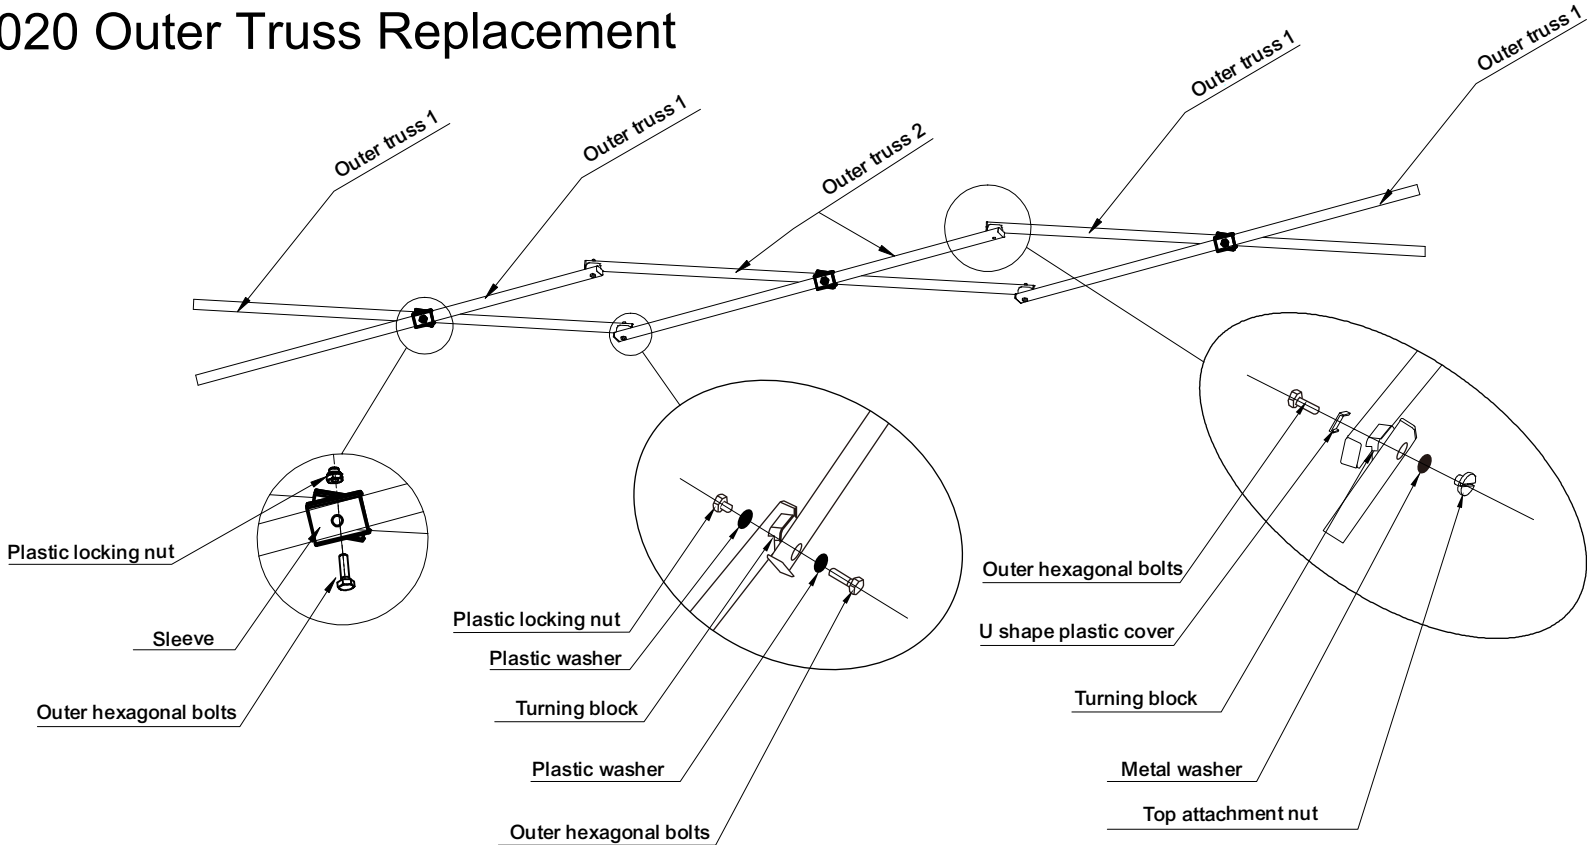 020 Outer Truss Replacement
Outer truss 1
Outer truss 1
Outer truss 2
Outer truss 1
Outer truss 1
Plastic locking nut
Sleeve
Outer hexagonal bolts
Plastic locking nut
Plastic washer
Turning block
Plastic washer
Outer hexagonal bolts
Outer hexagonal bolts
U shape plastic cover
Turning block
Metal washer
Top attachment nut